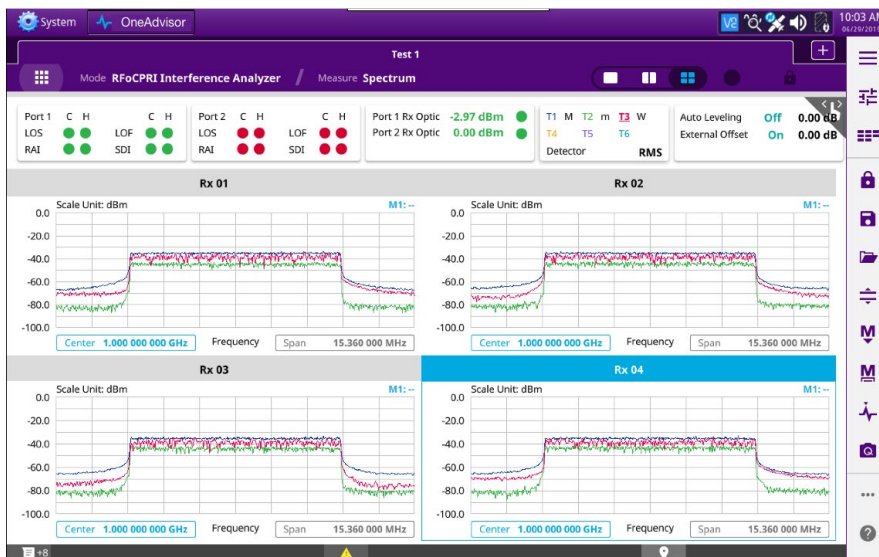 System OneAdvisor V2 10:03 AM
06/29/2019
Test 1
Mode RFoCPRI Interference Analyzer / Measure Spectrum
Port 1 C H C H Port 2 C H C H Port 1 Rx Optic -2.97 dBm T1 M T2 m T3 W Auto Leveling Off 0.00 dB
LOS LOF LOS LOF Port 2 Rx Optic 0.00 dBm T4 T5 T6 External Offset On 0.00 dB
RAI SDI RAI SDI Detector RMS
Rx 01 Rx 02
Scale Unit: dBm M1: -- Scale Unit: dBm M1: --
0.0 0.0
-20.0 -20.0
-40.0 -40.0
-60.0 -60.0
-80.0 -80.0
-100.0 -100.0
Center 1.000 000 000 GHz Frequency Span 15.360 000 MHz Center 1.000 000 000 GHz Frequency Span 15.360 000 MHz
Rx 03 Rx 04
Scale Unit: dBm M1: -- Scale Unit: dBm M1: --
0.0 0.0
-20.0 -20.0
-40.0 -40.0
-60.0 -60.0
-80.0 -80.0
-100.0 -100.0
Center 1.000 000 000 GHz Frequency Span 15.360 000 MHz Center 1.000 000 000 GHz Frequency Span 15.360 000 MHz
+8
M
M